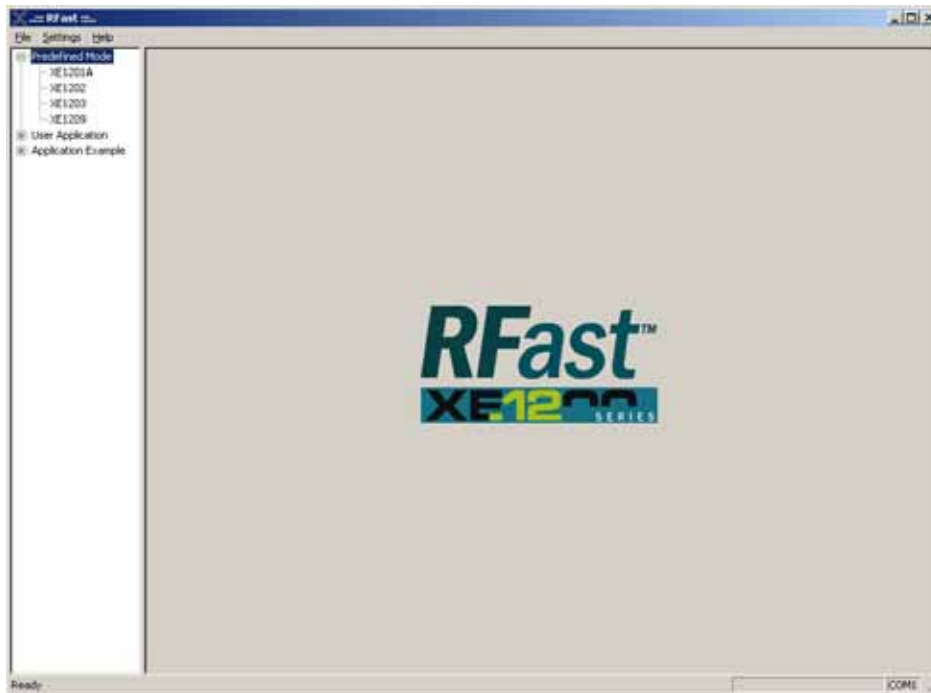 ..:: RFast ::..
File Settings Help
Predefined Mode
XE1201A
XE1202
XE1203
XE1209
User Application
Application Example
RFast™
XE1200
SERIES
Ready
COM1